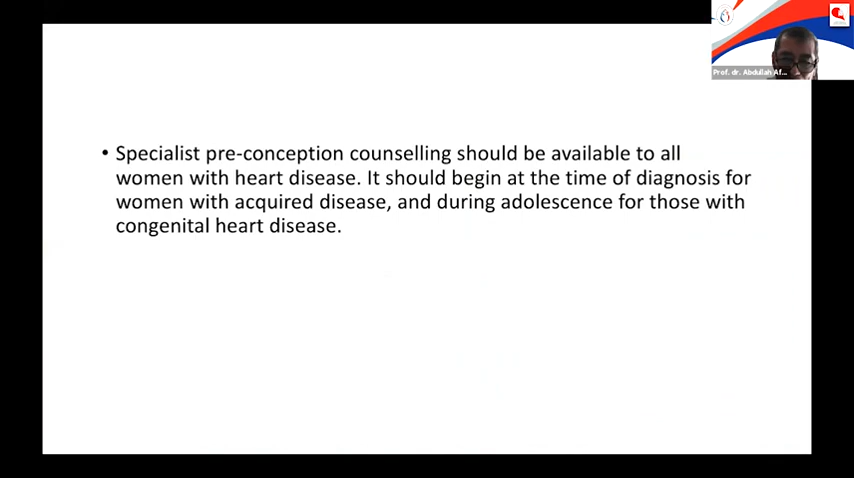 Prof. dr. Abdullah Af...
• Specialist pre-conception counselling should be available to all
women with heart disease. It should begin at the time of diagnosis for
women with acquired disease, and during adolescence for those with
congenital heart disease.